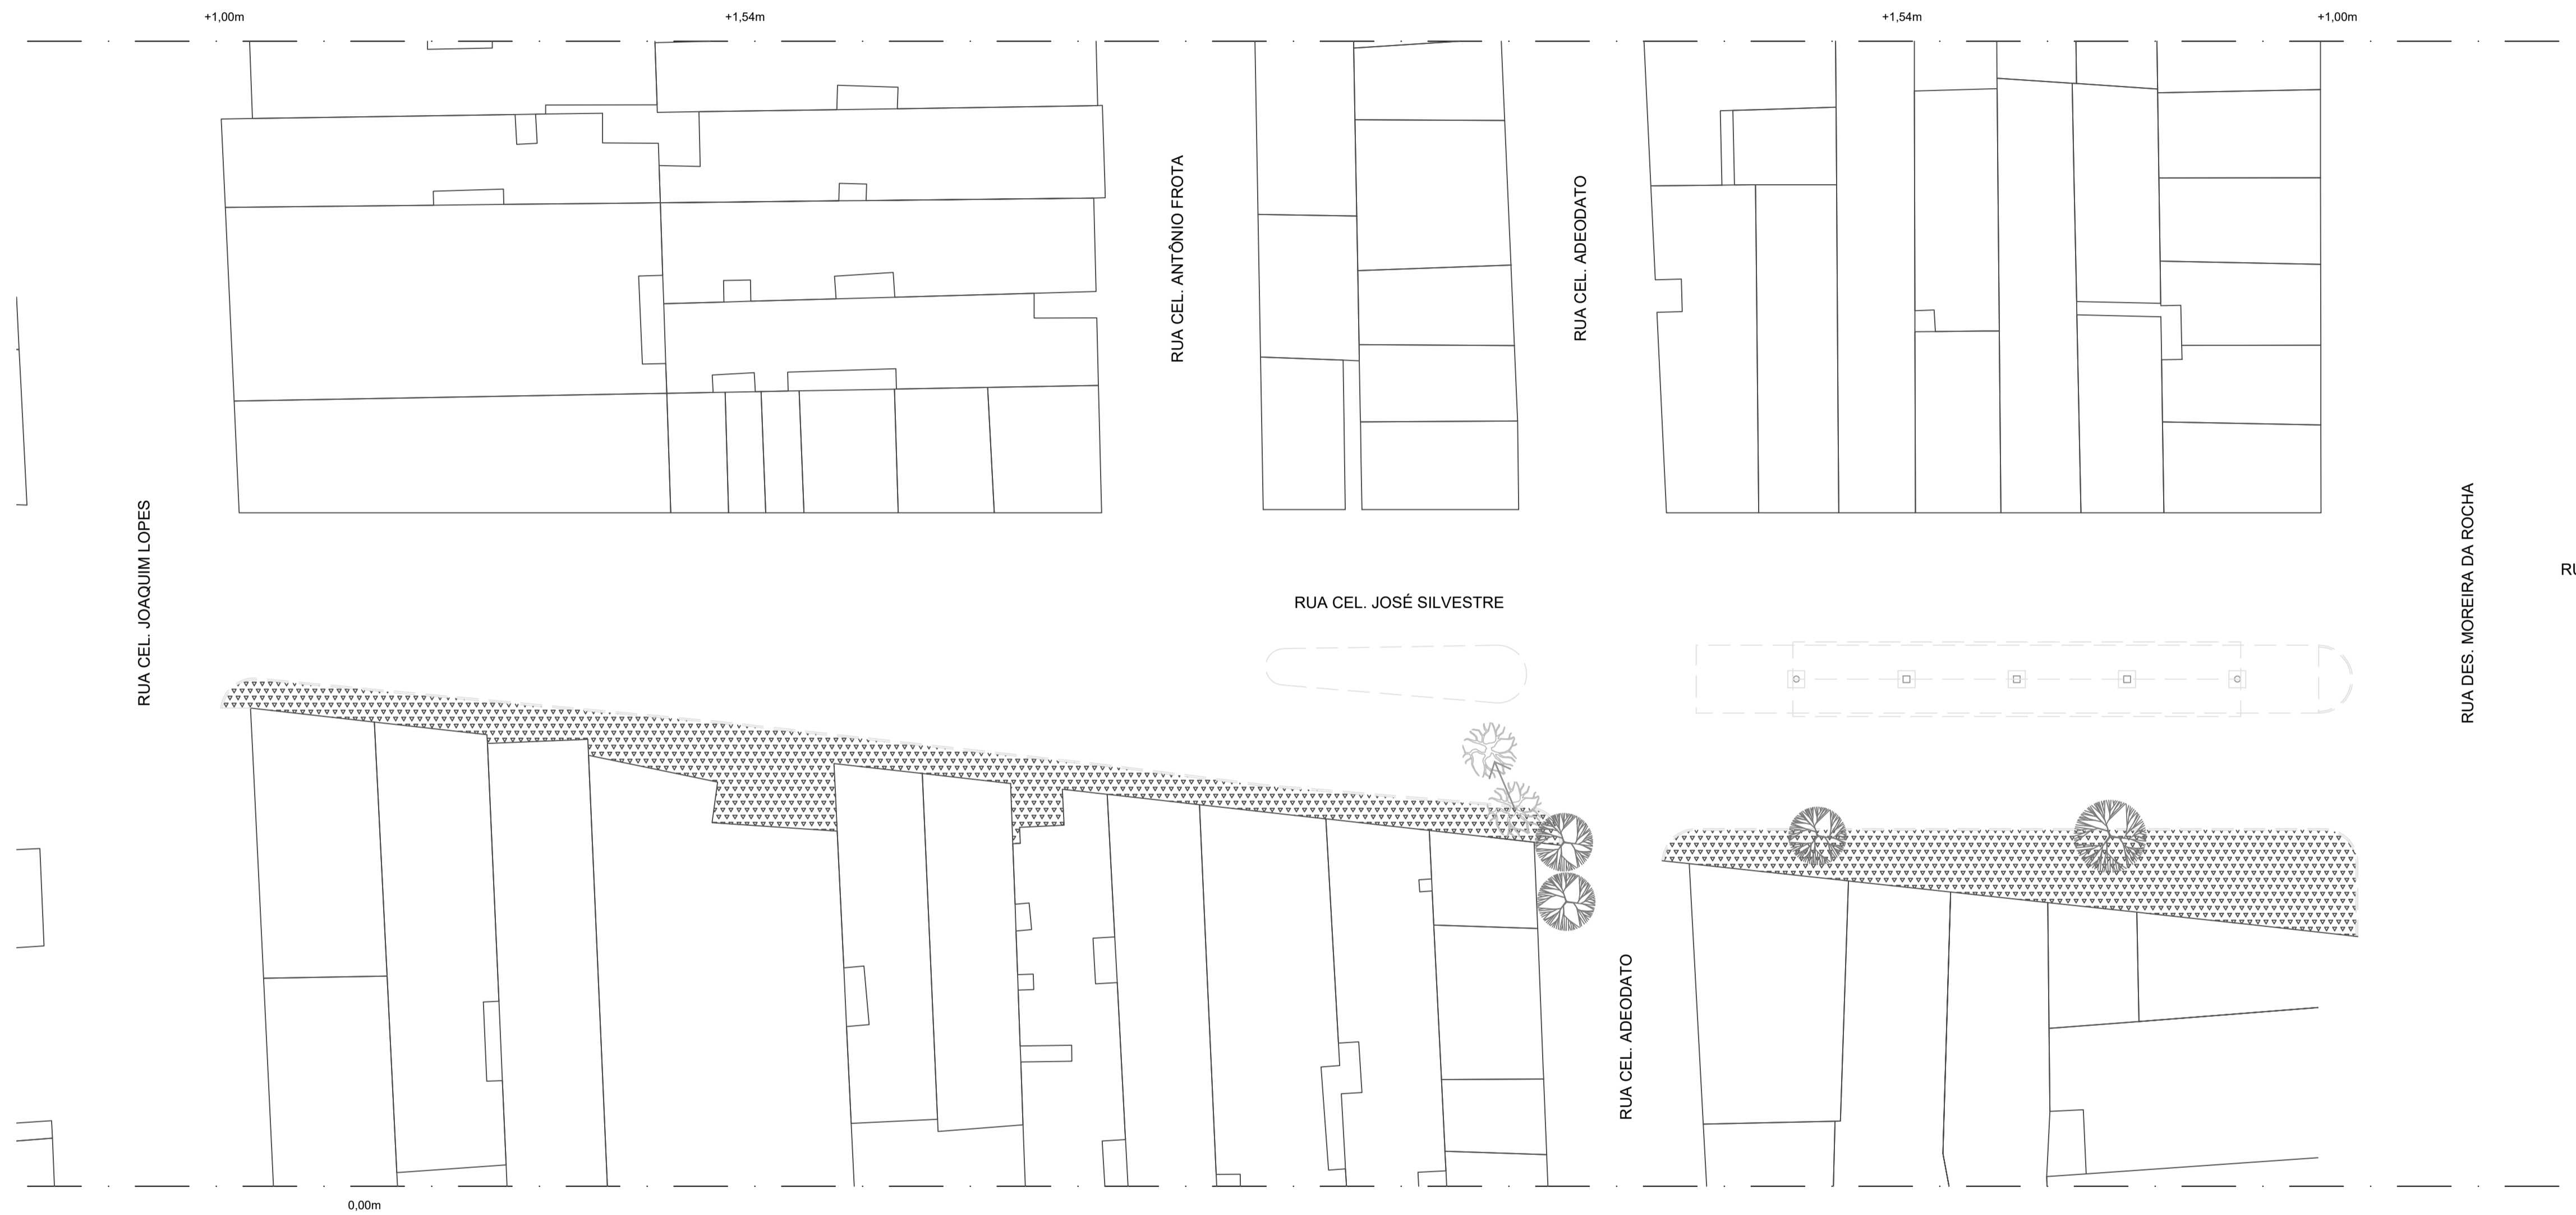 +1,00m
+1,54m
+1,54m
+1,00m
RUA CEL. ANTÔNIO FROTA
RUA CEL. ADEODATO
RUA CEL. JOAQUIM LOPES
RUA DES. MOREIRA DA ROCHA
RU
RUA CEL. JOSÉ SILVESTRE
RUA CEL. ADEODATO
0,00m